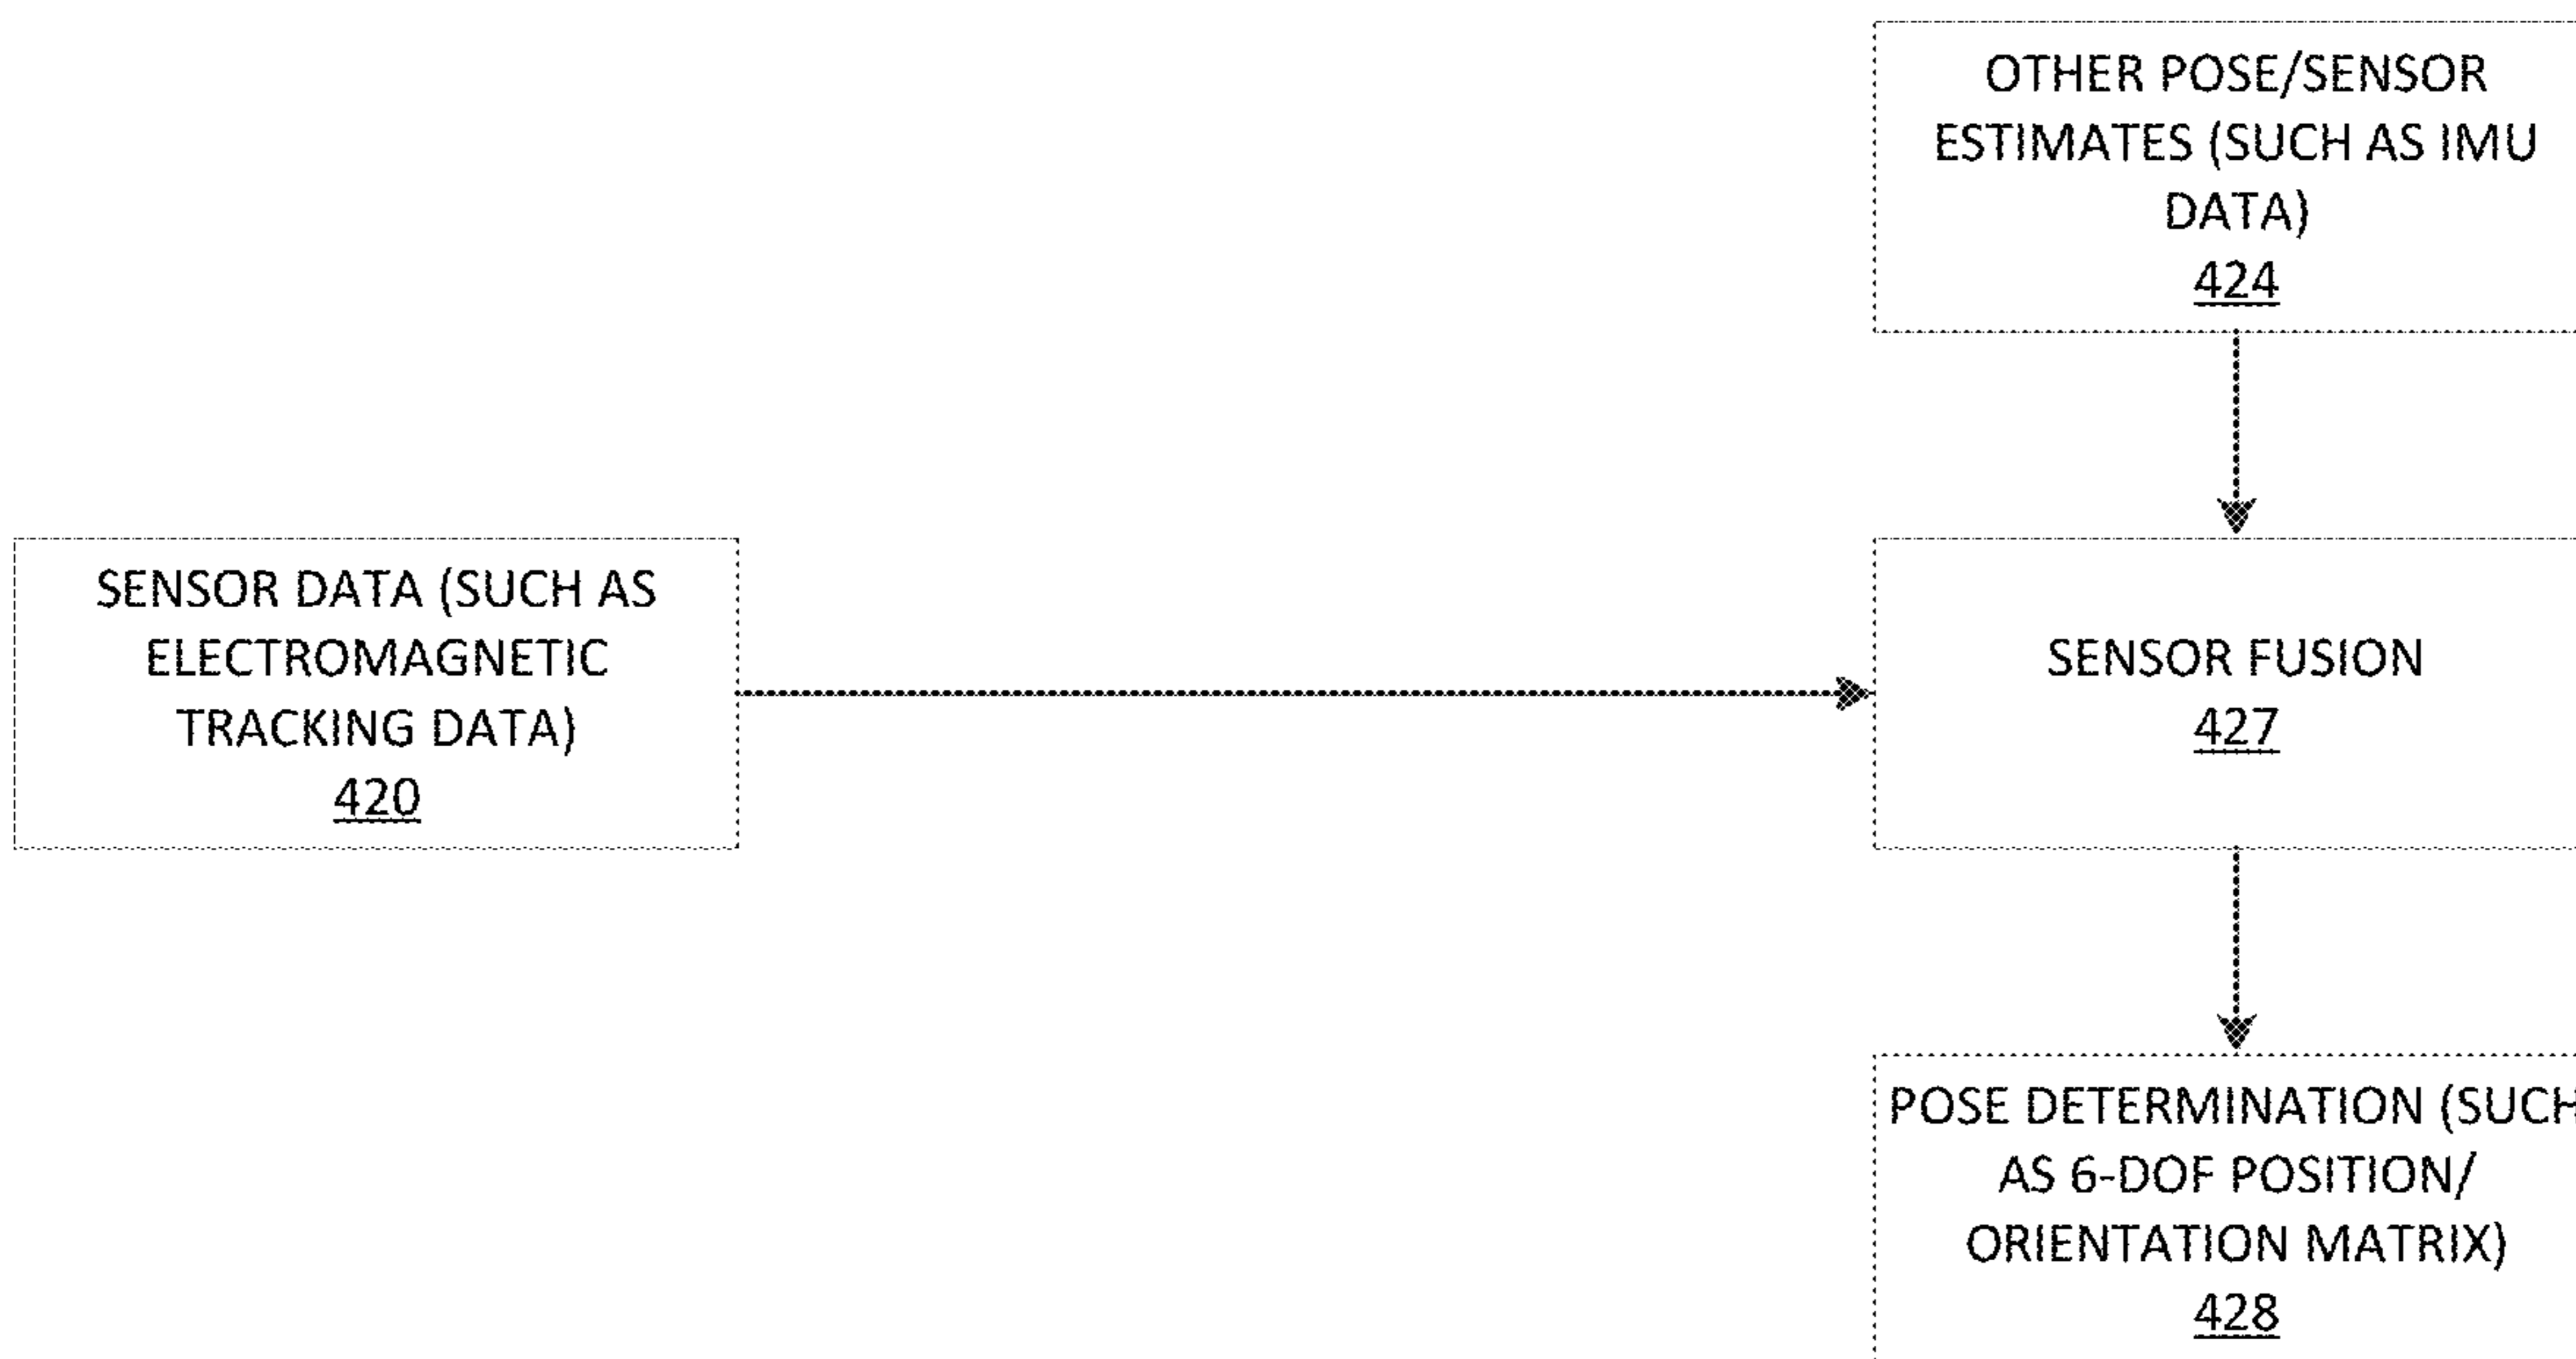 OTHER POSE/SENSOR
ESTIMATES (SUCH AS IMU
DATA)
424
SENSOR DATA (SUCH AS
ELECTROMAGNETIC
TRACKING DATA)
420
SENSOR FUSION
427
POSE DETERMINATION (SUCH
AS 6-DOF POSITION/
ORIENTATION MATRIX)
428